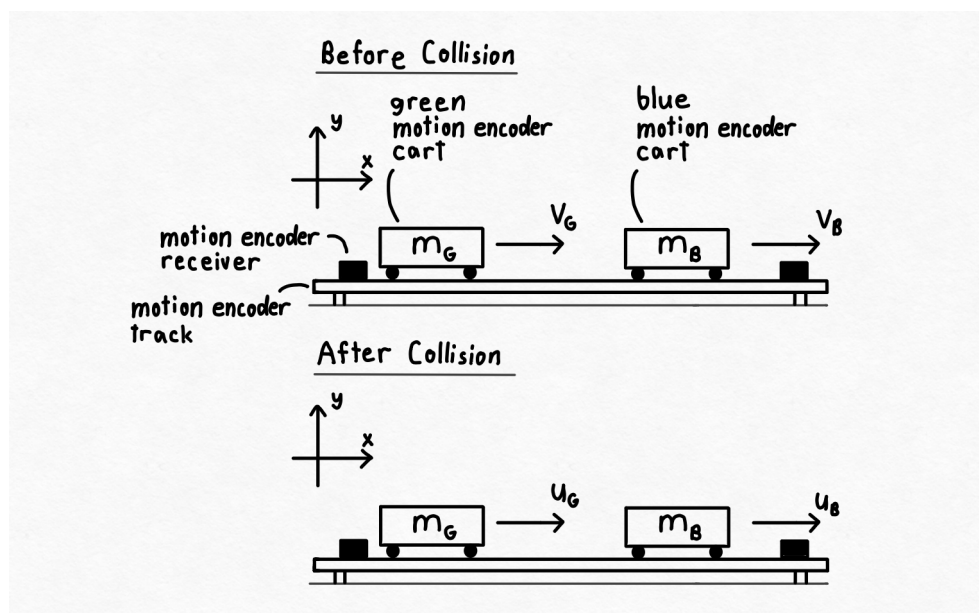 Before Collision
green
motion encoder
cart
blue
motion encoder
cart
y
x
V_G
V_B
m_G
m_B
motion encoder
receiver
motion encoder
track
After Collision
y
x
u_G
u_B
m_G
m_B